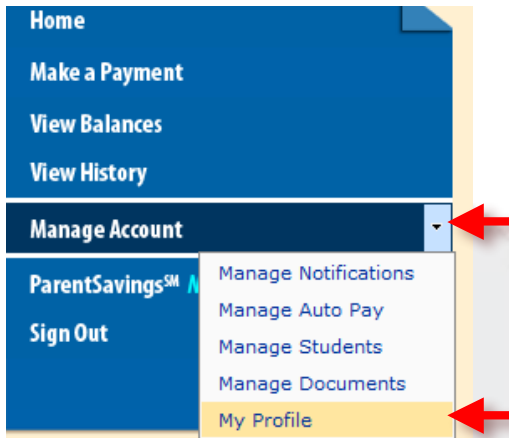 Home
Make a Payment
View Balances
View History
Manage Account
ParentSavings℠
Sign Out
Manage Notifications
Manage Auto Pay
Manage Students
Manage Documents
My Profile